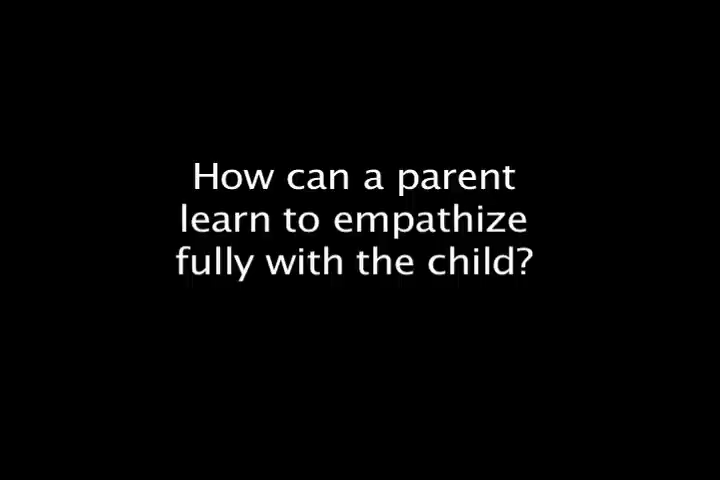 How can a parent
learn to empathize
fully with the child?